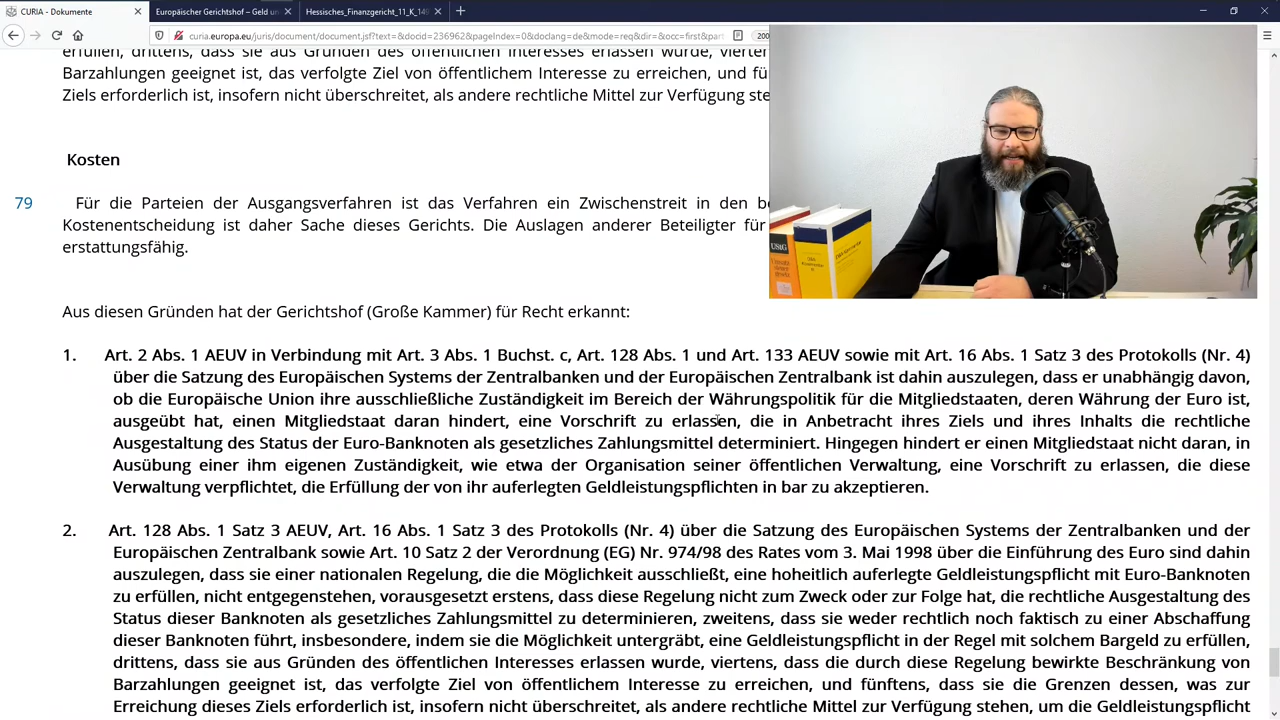 CURIA - Dokumente
Europäischer Gerichtshof – Geld un
Hessisches_Finanzgericht_11_K_149
curia.europa.eu/juris/document/document.jsf?text=&docid=236962&pageIndex=0&doclang=de&mode=req&dir=&occ=first&part
200
erfüllen, drittens, dass sie aus Gründen des öffentlichen Interesses erlassen wurde, vierten
Barzahlungen geeignet ist, das verfolgte Ziel von öffentlichem Interesse zu erreichen, und fü
Ziels erforderlich ist, insofern nicht überschreitet, als andere rechtliche Mittel zur Verfügung ste
Kosten
79 Für die Parteien der Ausgangsverfahren ist das Verfahren ein Zwischenstreit in den be
Kostenentscheidung ist daher Sache dieses Gerichts. Die Auslagen anderer Beteiligter für
erstattungsfähig.
UStG
Aus diesen Gründen hat der Gerichtshof (Große Kammer) für Recht erkannt:
1. Art. 2 Abs. 1 AEUV in Verbindung mit Art. 3 Abs. 1 Buchst. c, Art. 128 Abs. 1 und Art. 133 AEUV sowie mit Art. 16 Abs. 1 Satz 3 des Protokolls (Nr. 4)
über die Satzung des Europäischen Systems der Zentralbanken und der Europäischen Zentralbank ist dahin auszulegen, dass er unabhängig davon,
ob die Europäische Union ihre ausschließliche Zuständigkeit im Bereich der Währungspolitik für die Mitgliedstaaten, deren Währung der Euro ist,
ausgeübt hat, einen Mitgliedstaat daran hindert, eine Vorschrift zu erlassen, die in Anbetracht ihres Ziels und ihres Inhalts die rechtliche
Ausgestaltung des Status der Euro-Banknoten als gesetzliches Zahlungsmittel determiniert. Hingegen hindert er einen Mitgliedstaat nicht daran, in
Ausübung einer ihm eigenen Zuständigkeit, wie etwa der Organisation seiner öffentlichen Verwaltung, eine Vorschrift zu erlassen, die diese
Verwaltung verpflichtet, die Erfüllung der von ihr auferlegten Geldleistungspflichten in bar zu akzeptieren.
2. Art. 128 Abs. 1 Satz 3 AEUV, Art. 16 Abs. 1 Satz 3 des Protokolls (Nr. 4) über die Satzung des Europäischen Systems der Zentralbanken und der
Europäischen Zentralbank sowie Art. 10 Satz 2 der Verordnung (EG) Nr. 974/98 des Rates vom 3. Mai 1998 über die Einführung des Euro sind dahin
auszulegen, dass sie einer nationalen Regelung, die die Möglichkeit ausschließt, eine hoheitlich auferlegte Geldleistungspflicht mit Euro-Banknoten
zu erfüllen, nicht entgegenstehen, vorausgesetzt erstens, dass diese Regelung nicht zum Zweck oder zur Folge hat, die rechtliche Ausgestaltung des
Status dieser Banknoten als gesetzliches Zahlungsmittel zu determinieren, zweitens, dass sie weder rechtlich noch faktisch zu einer Abschaffung
dieser Banknoten führt, insbesondere, indem sie die Möglichkeit untergräbt, eine Geldleistungspflicht in der Regel mit solchem Bargeld zu erfüllen,
drittens, dass sie aus Gründen des öffentlichen Interesses erlassen wurde, viertens, dass die durch diese Regelung bewirkte Beschränkung von
Barzahlungen geeignet ist, das verfolgte Ziel von öffentlichem Interesse zu erreichen, und fünftens, dass sie die Grenzen dessen, was zur
Erreichung dieses Ziels erforderlich ist, insofern nicht überschreitet, als andere rechtliche Mittel zur Verfügung stehen, um die Geldleistungspflicht